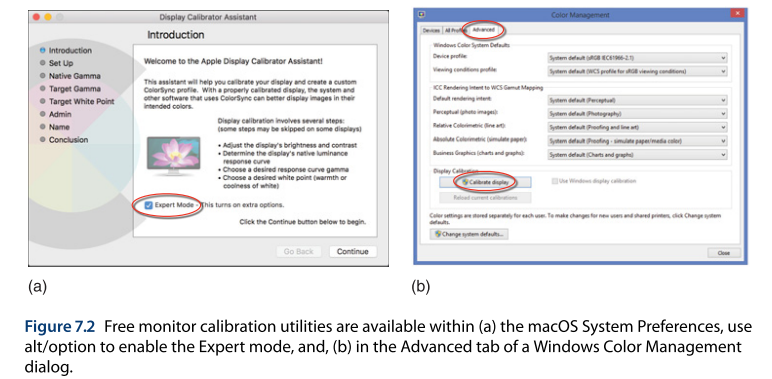 Display Calibrator Assistant
Introduction
Introduction
Set Up
Native Gamma
Target Gamma
Target White Point
Admin
Name
Conclusion
Welcome to the Apple Display Calibrator Assistant!
This assistant will help you calibrate your display and create a custom
ColorSync profile. With a properly calibrated display, the system and
other software that uses ColorSync can better display images in their
intended colors.
Display calibration involves several steps:
(some steps may be skipped on some displays)
• Adjust the display's brightness and contrast
• Determine the display's native luminance
response curve
• Choose a desired response curve gamma
• Choose a desired white point (warmth or
coolness of white)
Expert Mode - This turns on extra options.
Click the Continue button below to begin.
Go Back
Continue
(a)
Color Management
Devices
All Profiles
Advanced
Windows Color System Defaults
Device profile:
System default (sRGB IEC61966-2.1)
Viewing conditions profile:
System default (WCS profile for sRGB viewing conditions)
ICC Rendering Intent to WCS Gamut Mapping
Default rendering intent:
System default (Perceptual)
Perceptual (photo images):
System default (Photography)
Relative Colorimetric (line art):
System default (Proofing and line art)
Absolute Colorimetric (simulate paper):
System default (Proofing - simulate paper/media color)
Business Graphics (charts and graphs):
System default (Charts and graphs)
Display Calibration
Calibrate display
Use Windows display calibration
Reload current calibrations
Color settings are stored separately for each user. To make changes for new users and shared printers, click Change system
defaults.
Change system defaults...
Close
(b)
Figure 7.2 Free monitor calibration utilities are available within (a) the macOS System Preferences, use
alt/option to enable the Expert mode, and, (b) in the Advanced tab of a Windows Color Management
dialog.